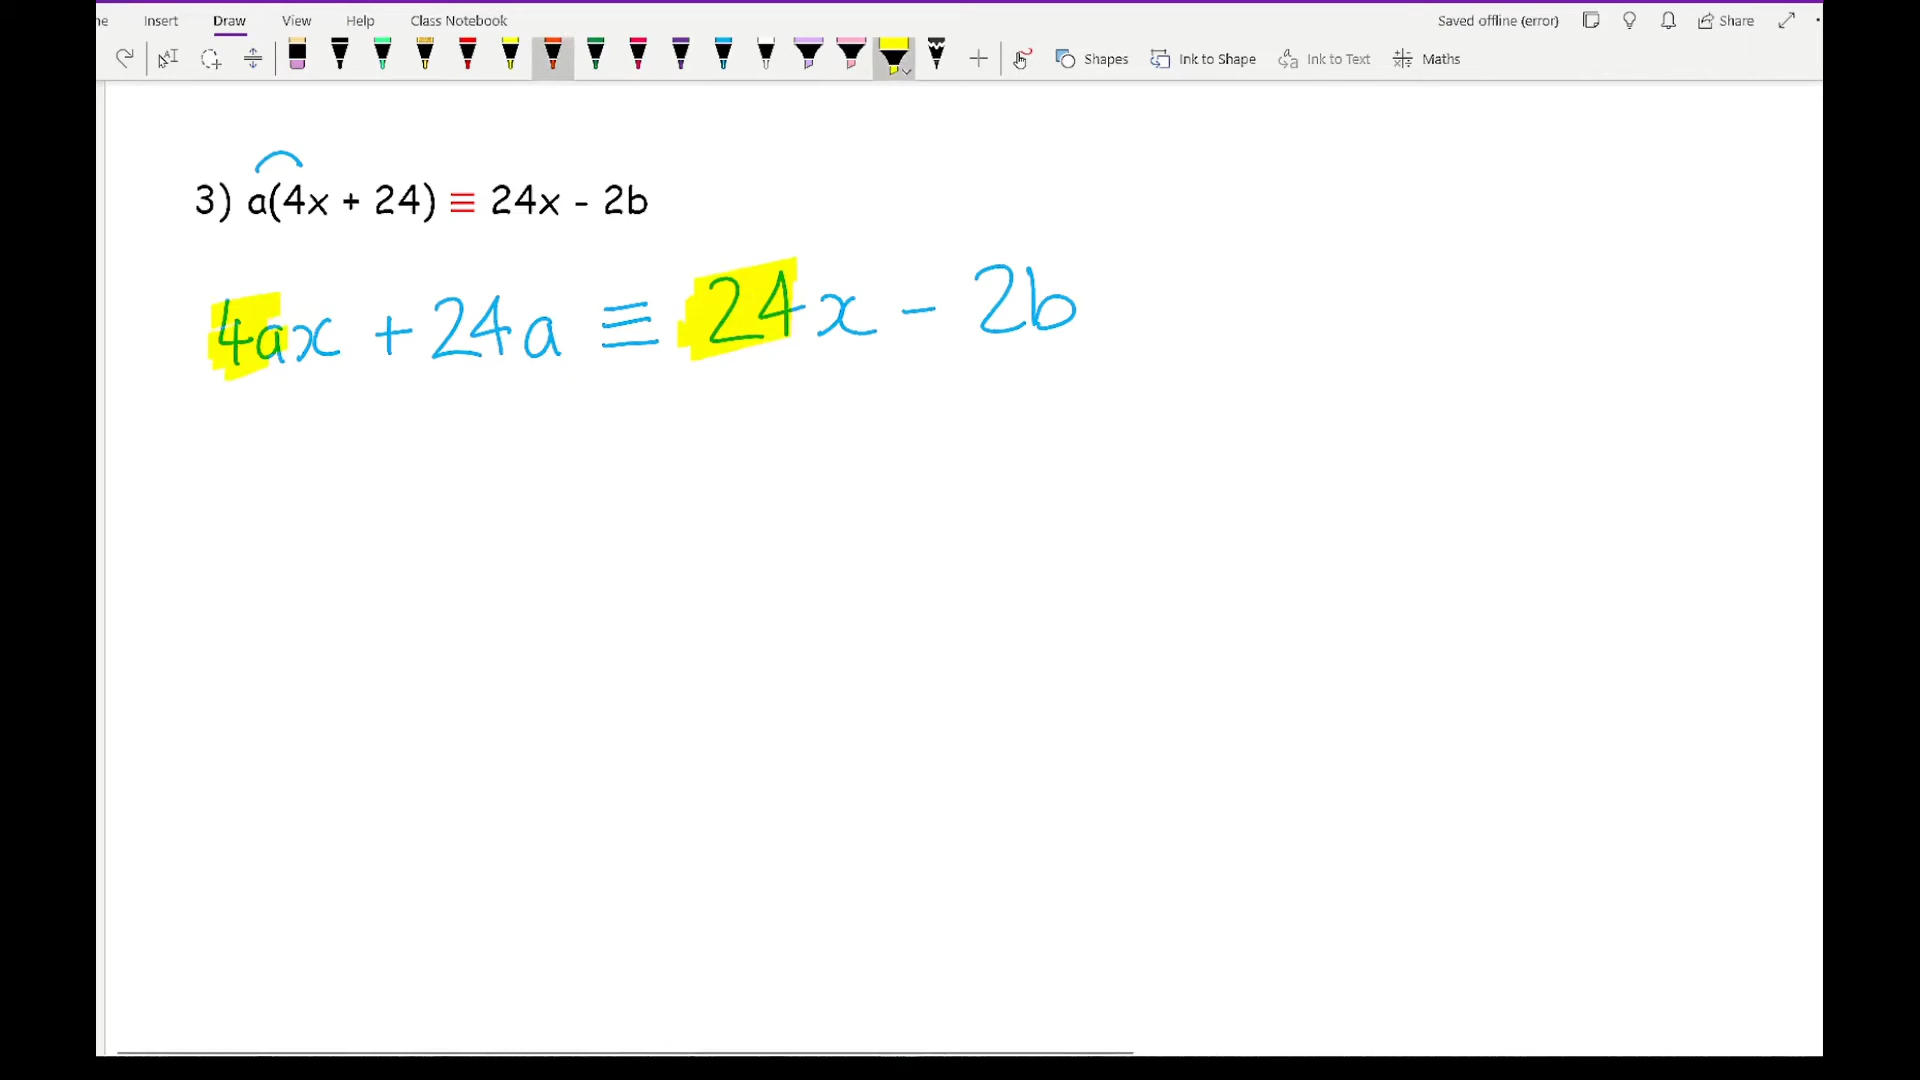 ne Insert Draw View Help Class Notebook Saved offline (error) Share
Shapes Ink to Shape Ink to Text Maths
3) a(4x + 24) ≡ 24x - 2b
4ax + 24a ≡ 24x - 2b